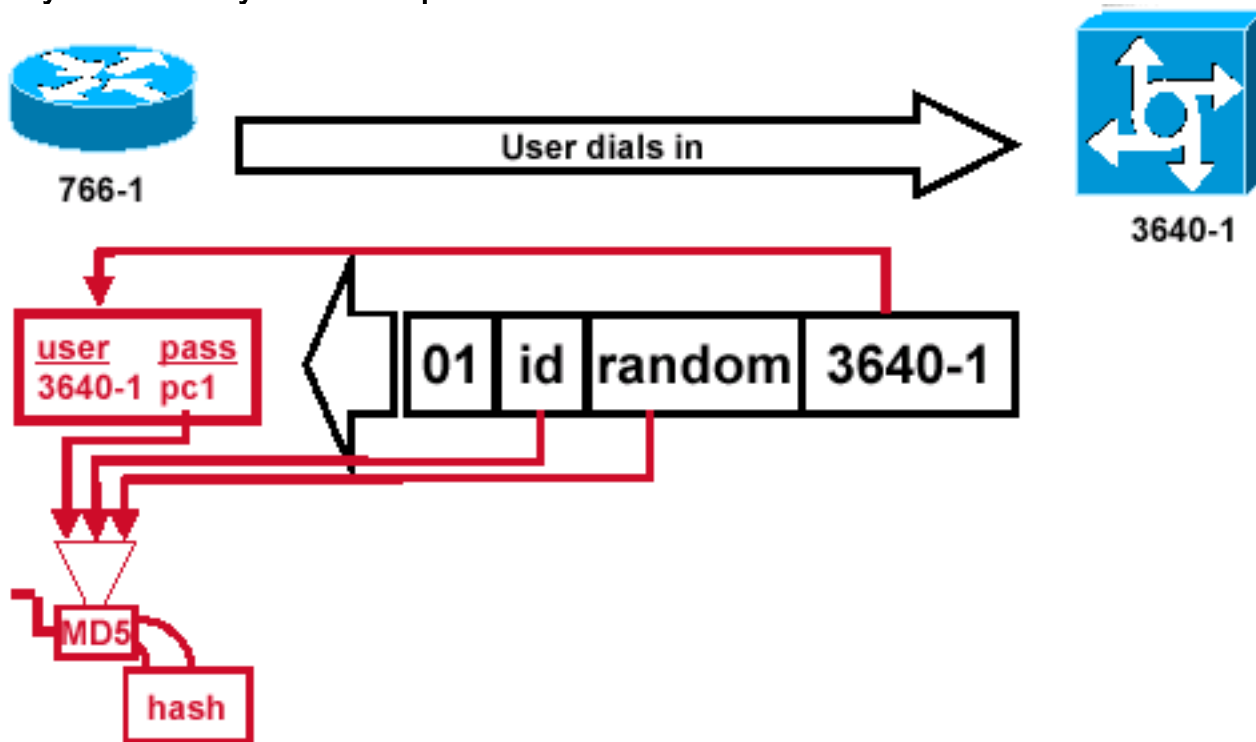 766-1
User dials in
3640-1
user pass
3640-1 pc1
01 id random 3640-1
MD5
hash